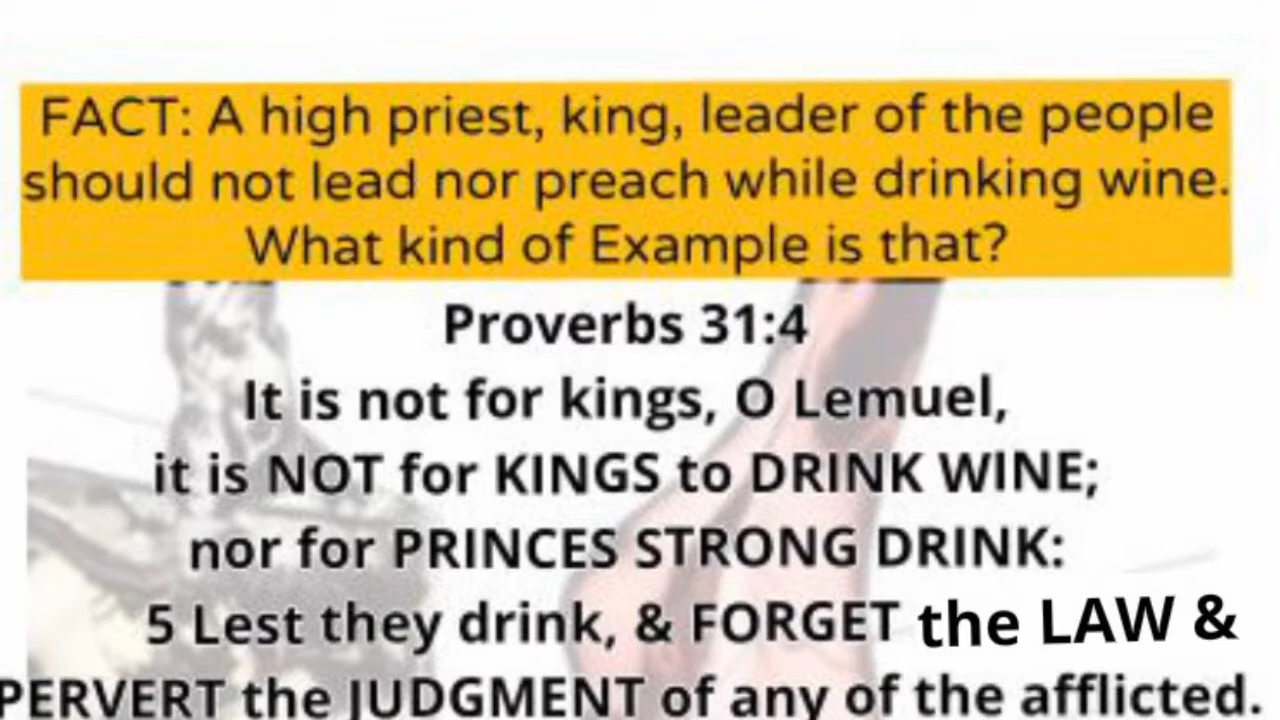 FACT: A high priest, king, leader of the people
should not lead nor preach while drinking wine.
What kind of Example is that?
Proverbs 31:4
It is not for kings, O Lemuel,
it is NOT for KINGS to DRINK WINE;
nor for PRINCES STRONG DRINK:
5 Lest they drink, & FORGET the LAW &
PERVERT the JUDGMENT of any of the afflicted.